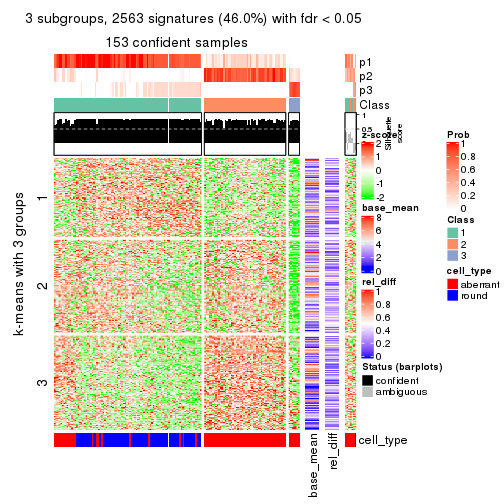 3 subgroups, 2563 signatures (46.0%) with fdr < 0.05
153 confident samples
p1
p2
p3
Class
1
0.5
0
Silhouette
score
k-means with 3 groups
1
2
3
base_mean
rel_diff
cell_type
z-score
2
1
0
-1
-2
base_mean
8
6
4
2
0
rel_diff
1
0.8
0.6
0.4
0.2
0
Status (barplots)
confident
ambiguous
Prob
1
0.8
0.6
0.4
0.2
0
Class
1
2
3
cell_type
aberrant
round